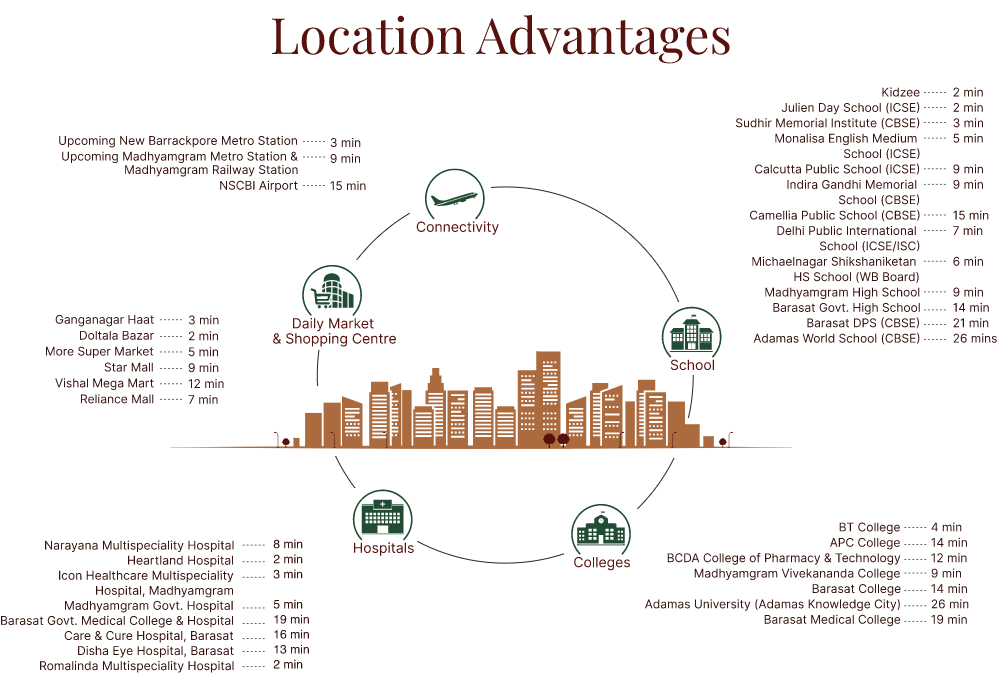 Location Advantages
Upcoming New Barrackpore Metro Station ------ 3 min
Upcoming Madhyamgram Metro Station & ------ 9 min
Madhyamgram Railway Station
NSCBI Airport ------ 15 min
Connectivity
Kidzee ------ 2 min
Julien Day School (ICSE) ------ 2 min
Sudhir Memorial Institute (CBSE) ------ 3 min
Monalisa English Medium ------ 5 min
School (ICSE)
Calcutta Public School (ICSE) ------ 9 min
Indira Gandhi Memorial ------ 9 min
School (CBSE)
Camellia Public School (CBSE) ------ 15 min
Delhi Public International ------ 7 min
School (ICSE/ISC)
Michaelnagar Shikshaniketan ------ 6 min
HS School (WB Board)
Madhyamgram High School ------ 9 min
Barasat Govt. High School ------ 14 min
Barasat DPS (CBSE) ------ 21 min
Adamas World School (CBSE) ------ 26 mins
School
Daily Market
& Shopping Centre
Ganganagar Haat ------ 3 min
Doltala Bazar ------ 2 min
More Super Market ------ 5 min
Star Mall ------ 9 min
Vishal Mega Mart ------ 12 min
Reliance Mall ------ 7 min
Hospitals
Narayana Multispeciality Hospital ------ 8 min
Heartland Hospital ------ 2 min
Icon Healthcare Multispeciality ------ 3 min
Hospital, Madhyamgram
Madhyamgram Govt. Hospital ------ 5 min
Barasat Govt. Medical College & Hospital ------ 19 min
Care & Cure Hospital, Barasat ------ 16 min
Disha Eye Hospital, Barasat ------ 13 min
Romalinda Multispeciality Hospital ------ 2 min
Colleges
BT College ------ 4 min
APC College ------ 14 min
BCDA College of Pharmacy & Technology ------ 12 min
Madhyamgram Vivekananda College ------ 9 min
Barasat College ------ 14 min
Adamas University (Adamas Knowledge City) ------ 26 min
Barasat Medical College ------ 19 min